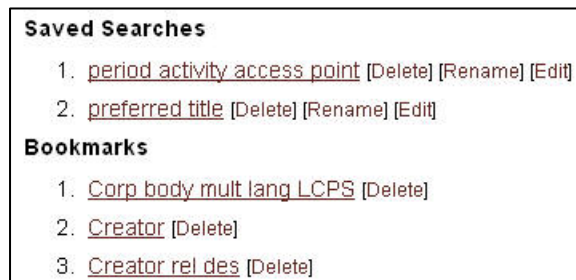 Saved Searches
1. period activity access point [Delete] [Rename] [Edit]
2. preferred title [Delete] [Rename] [Edit]
Bookmarks
1. Corp body mult lang LCPS [Delete]
2. Creator [Delete]
3. Creator rel des [Delete]